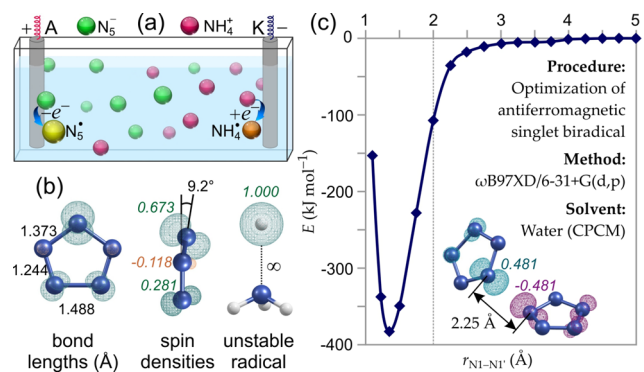 (a)
N₅⁻
NH₄⁺
+
A
K
−
−e⁻
N₅•
+e⁻
NH₄•
(b)
1.373
1.244
1.488
bond
lengths (Å)
9.2°
0.673
-0.118
0.281
spin
densities
1.000
∞
unstable
radical
(c)
1 2 3 4 5
0
-100
-200
-300
-400
E (kJ mol⁻¹)
Procedure:
Optimization of
antiferromagnetic
singlet biradical
Method:
ωB97XD/6-31+G(d,p)
Solvent:
Water (CPCM)
0.481
-0.481
2.25 Å
r N1–N1' (Å)